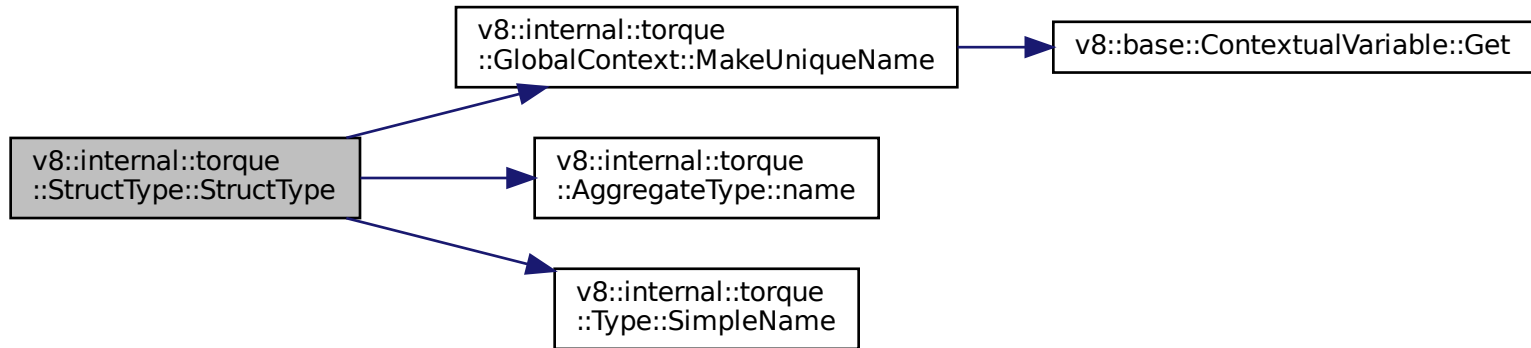 v8::internal::torque
::GlobalContext::MakeUniqueName
v8::base::ContextualVariable::Get
v8::internal::torque
::StructType::StructType
v8::internal::torque
::AggregateType::name
v8::internal::torque
::Type::SimpleName